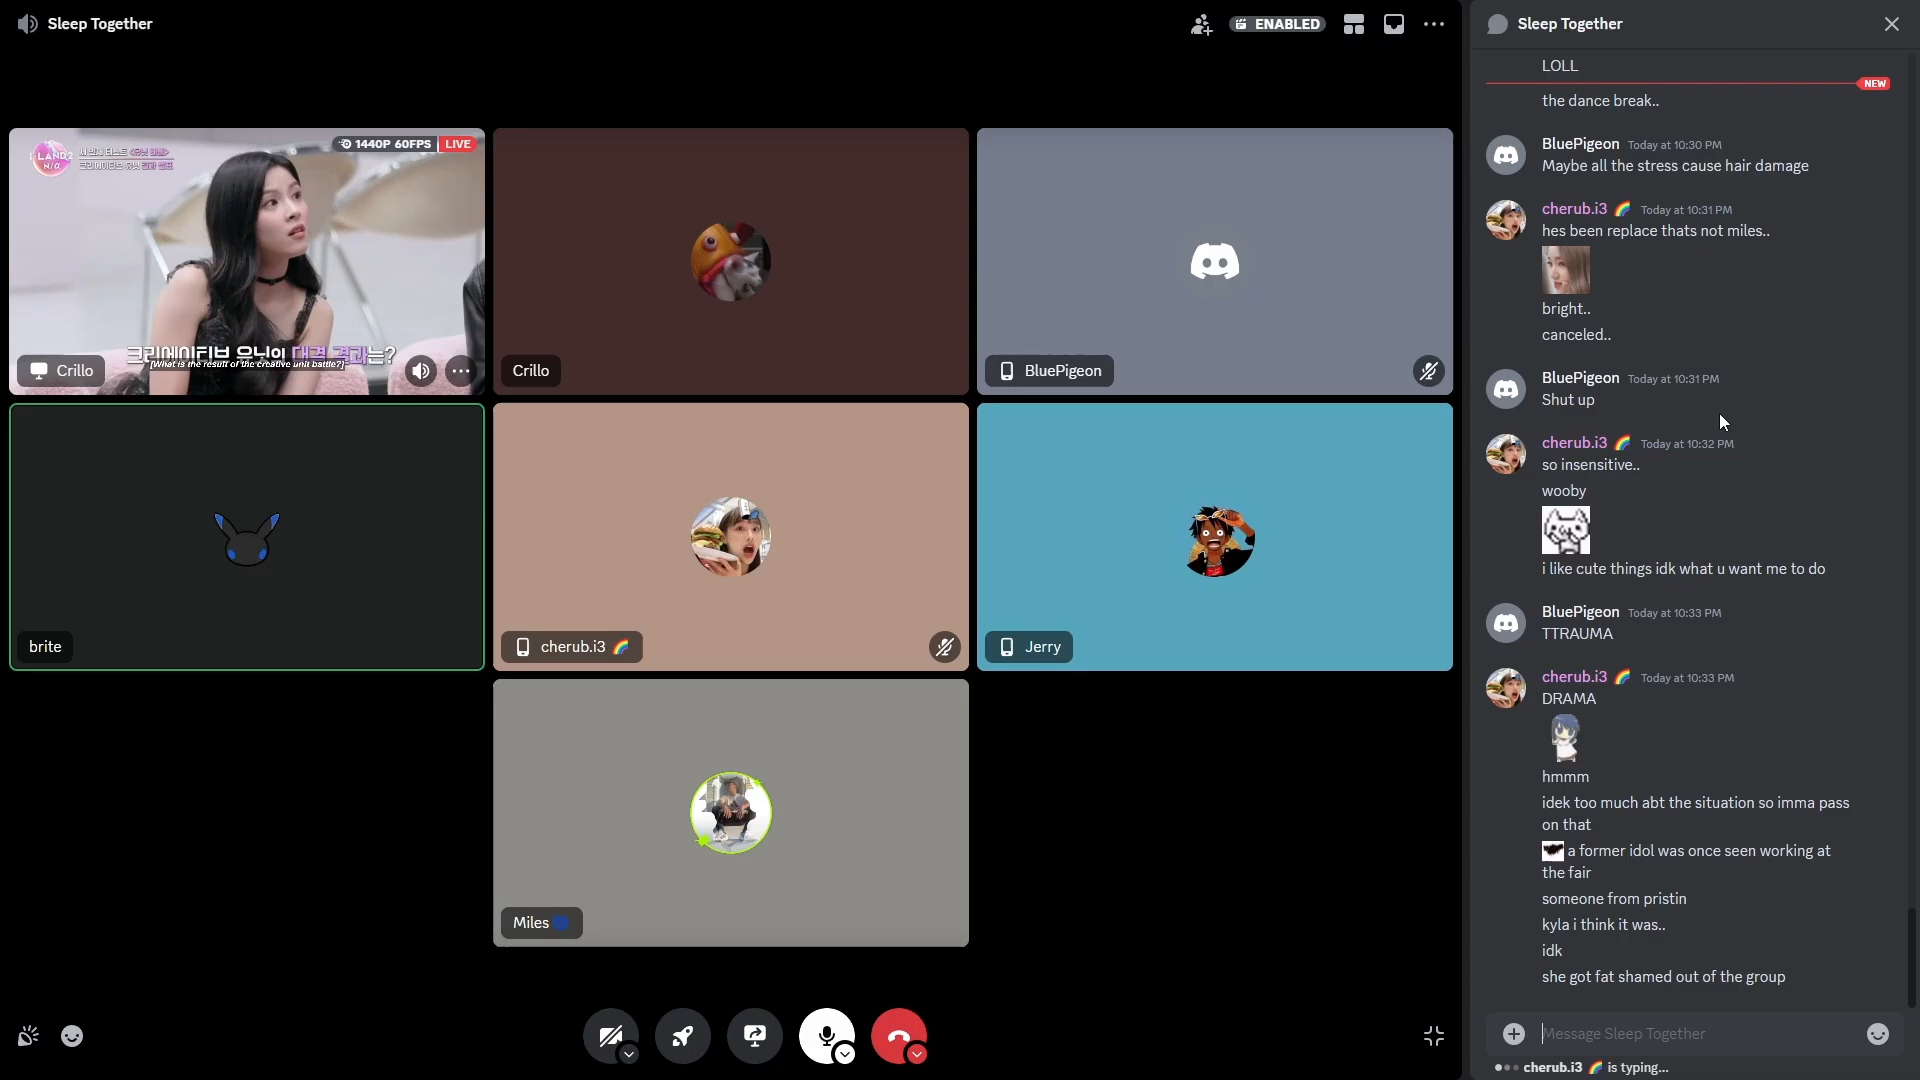 Sleep Together
ENABLED
I-LAND2
N/a
1440P 60FPS
LIVE
크리에이티브 유닛의 대결 결과는?
[What is the result of the creative unit battle?]
Crillo
Crillo
BluePigeon
brite
cherub.i3 🌈
Jerry
Miles
Sleep Together
LOLL
NEW
the dance break..
BluePigeon Today at 10:30 PM
Maybe all the stress cause hair damage
cherub.i3 🌈 Today at 10:31 PM
hes been replace thats not miles..
bright..
canceled..
BluePigeon Today at 10:31 PM
Shut up
cherub.i3 🌈 Today at 10:32 PM
so insensitive..
wooby
i like cute things idk what u want me to do
BluePigeon Today at 10:33 PM
TTRAUMA
cherub.i3 🌈 Today at 10:33 PM
DRAMA
hmmm
idek too much abt the situation so imma pass
on that
a former idol was once seen working at
the fair
someone from pristin
kyla i think it was..
idk
she got fat shamed out of the group
Message Sleep Together
cherub.i3 🌈 is typing...